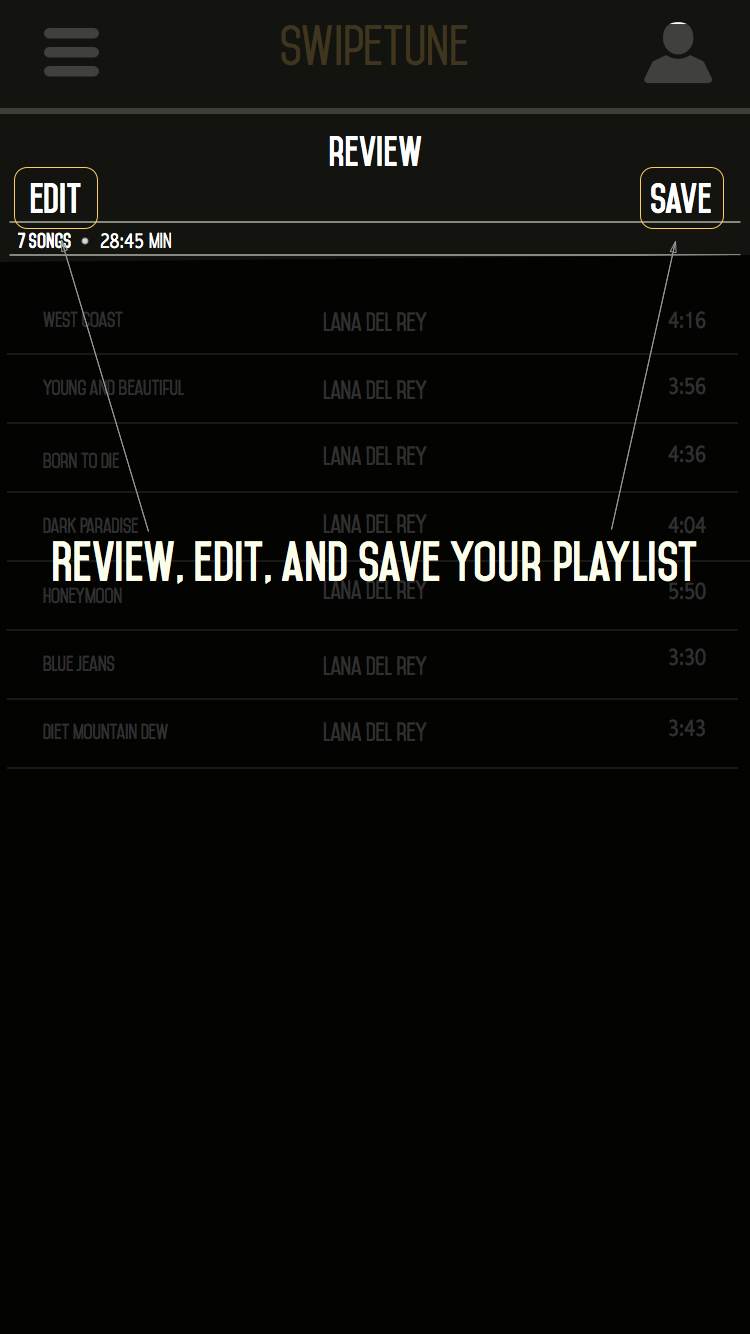 SWIPETUNE
REVIEW
EDIT SAVE
7 SONGS • 28:45 MIN
WEST COAST LANA DEL REY 4:16
YOUNG AND BEAUTIFUL LANA DEL REY 3:56
BORN TO DIE LANA DEL REY 4:36
DARK PARADISE LANA DEL REY 4:04
REVIEW, EDIT, AND SAVE YOUR PLAYLIST
HONEYMOON LANA DEL REY 5:50
BLUE JEANS LANA DEL REY 3:30
DIET MOUNTAIN DEW LANA DEL REY 3:43